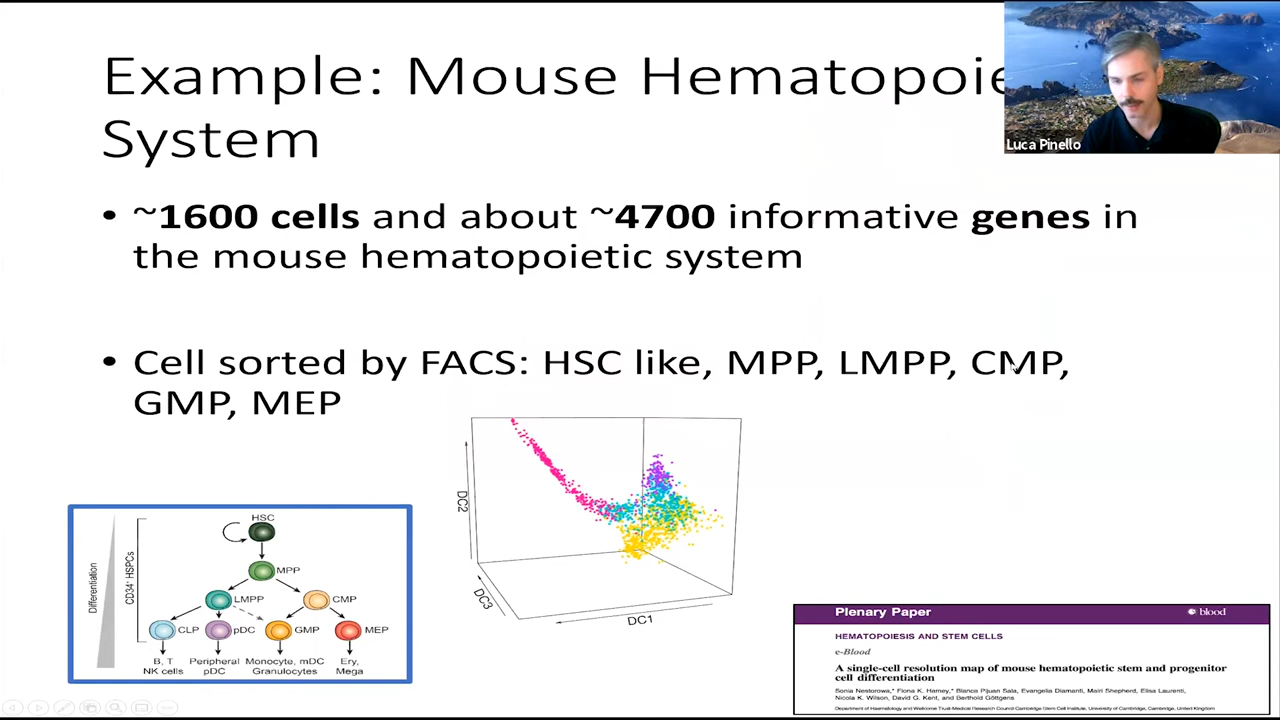 Example: Mouse Hematopoie
System
Luca Pinello
• ~1600 cells and about ~4700 informative genes in
the mouse hematopoietic system
• Cell sorted by FACS: HSC like, MPP, LMPP, CMP,
GMP, MEP
DC2
DC3
DC1
Differentiation
CD34+ HSPCs
HSC
MPP
LMPP
CMP
CLP
pDC
GMP
MEP
B, T
NK cells
Peripheral
pDC
Monocyte, mDC
Granulocytes
Ery,
Mega
Plenary Paper
blood
HEMATOPOIESIS AND STEM CELLS
e-Blood
A single-cell resolution map of mouse hematopoietic stem and progenitor
cell differentiation
Sonia Nestorowa,* Fiona K. Hamey,* Blanca Pijuan Sala, Evangelia Diamanti, Mairi Shepherd, Elisa Laurenti,
Nicola K. Wilson, David G. Kent, and Berthold Göttgens
Department of Haematology and Wellcome Trust-Medical Research Council Cambridge Stem Cell Institute, University of Cambridge, Cambridge, United Kingdom